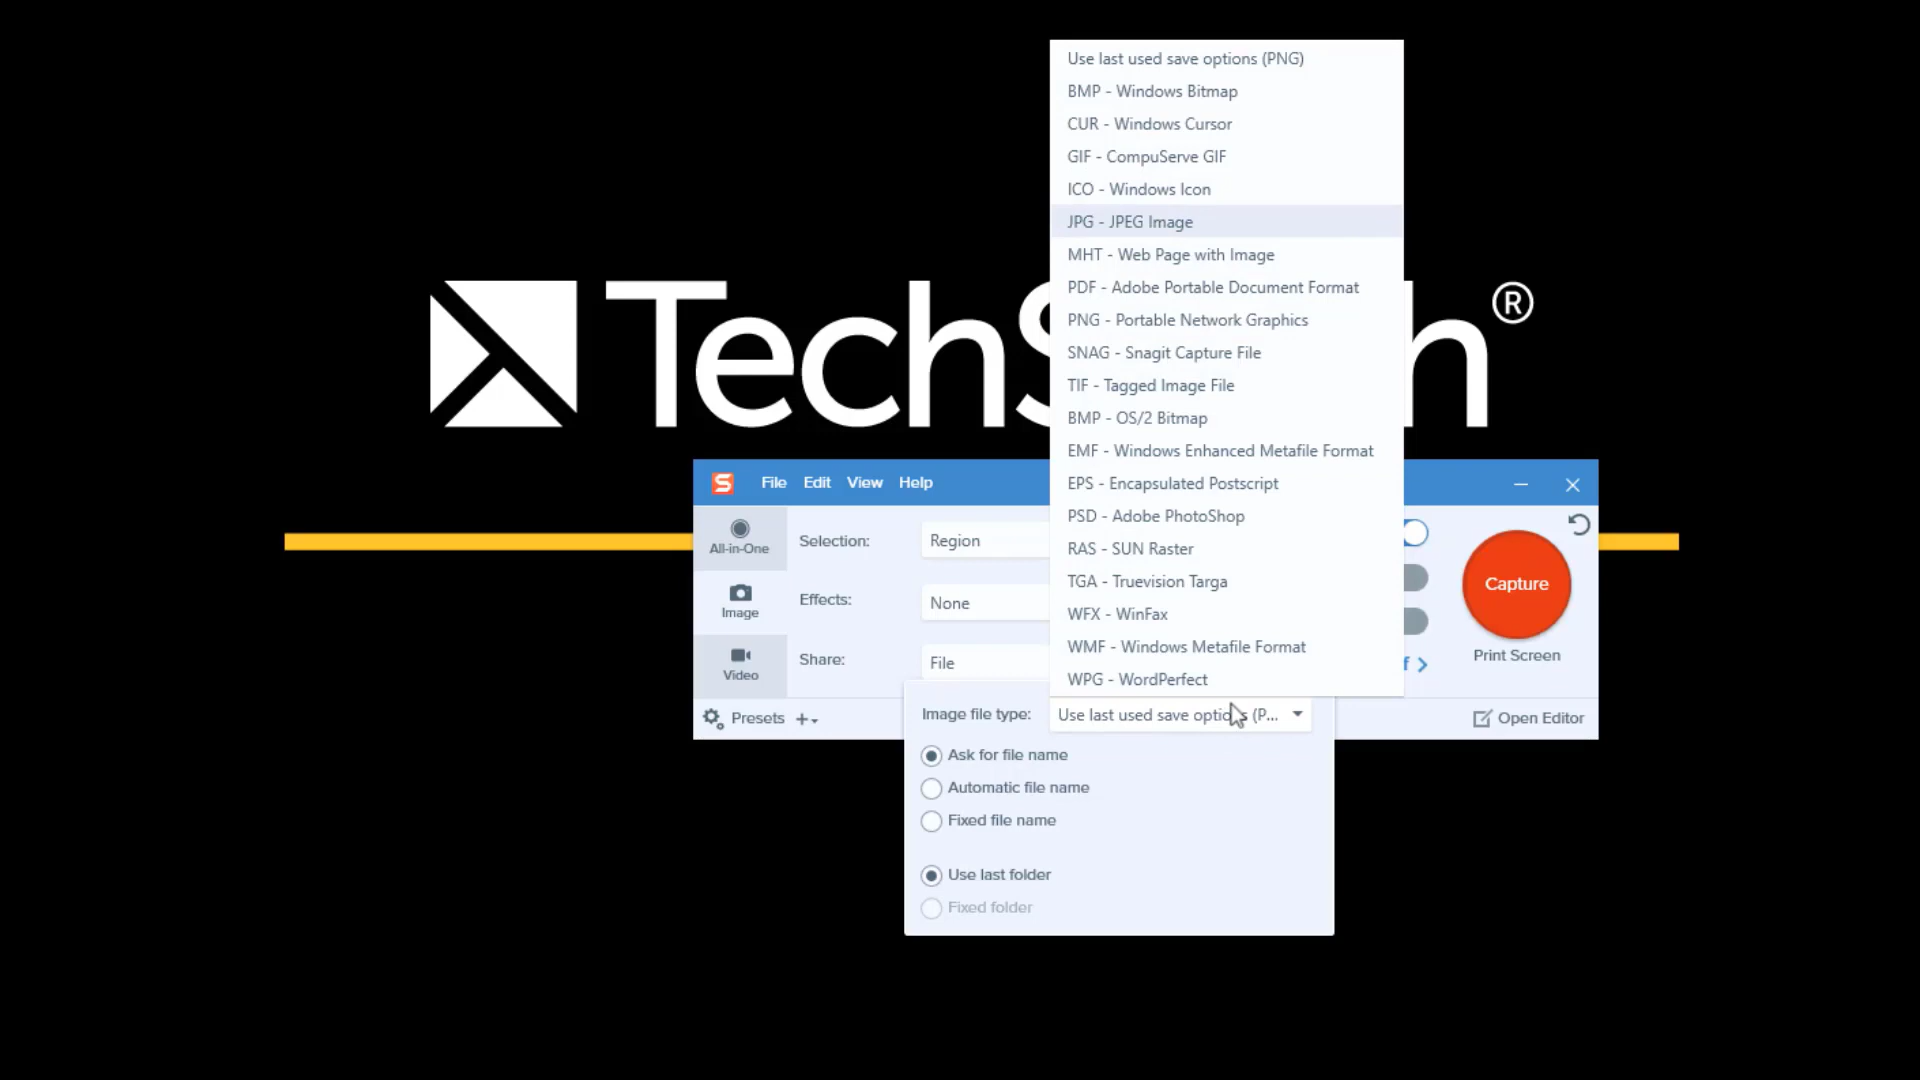 Use last used save options (PNG)
BMP - Windows Bitmap
CUR - Windows Cursor
GIF - CompuServe GIF
ICO - Windows Icon
JPG - JPEG Image
MHT - Web Page with Image
PDF - Adobe Portable Document Format
PNG - Portable Network Graphics
SNAG - Snagit Capture File
TIF - Tagged Image File
BMP - OS/2 Bitmap
EMF - Windows Enhanced Metafile Format
EPS - Encapsulated Postscript
PSD - Adobe PhotoShop
RAS - SUN Raster
TGA - Truevision Targa
WFX - WinFax
WMF - Windows Metafile Format
WPG - WordPerfect
®
File Edit View Help
All-in-One
Image
Video
Selection: Region
Effects: None
Share: File
Capture
Print Screen
Presets
Open Editor
Image file type: Use last used save options (P...
Ask for file name
Automatic file name
Fixed file name
Use last folder
Fixed folder